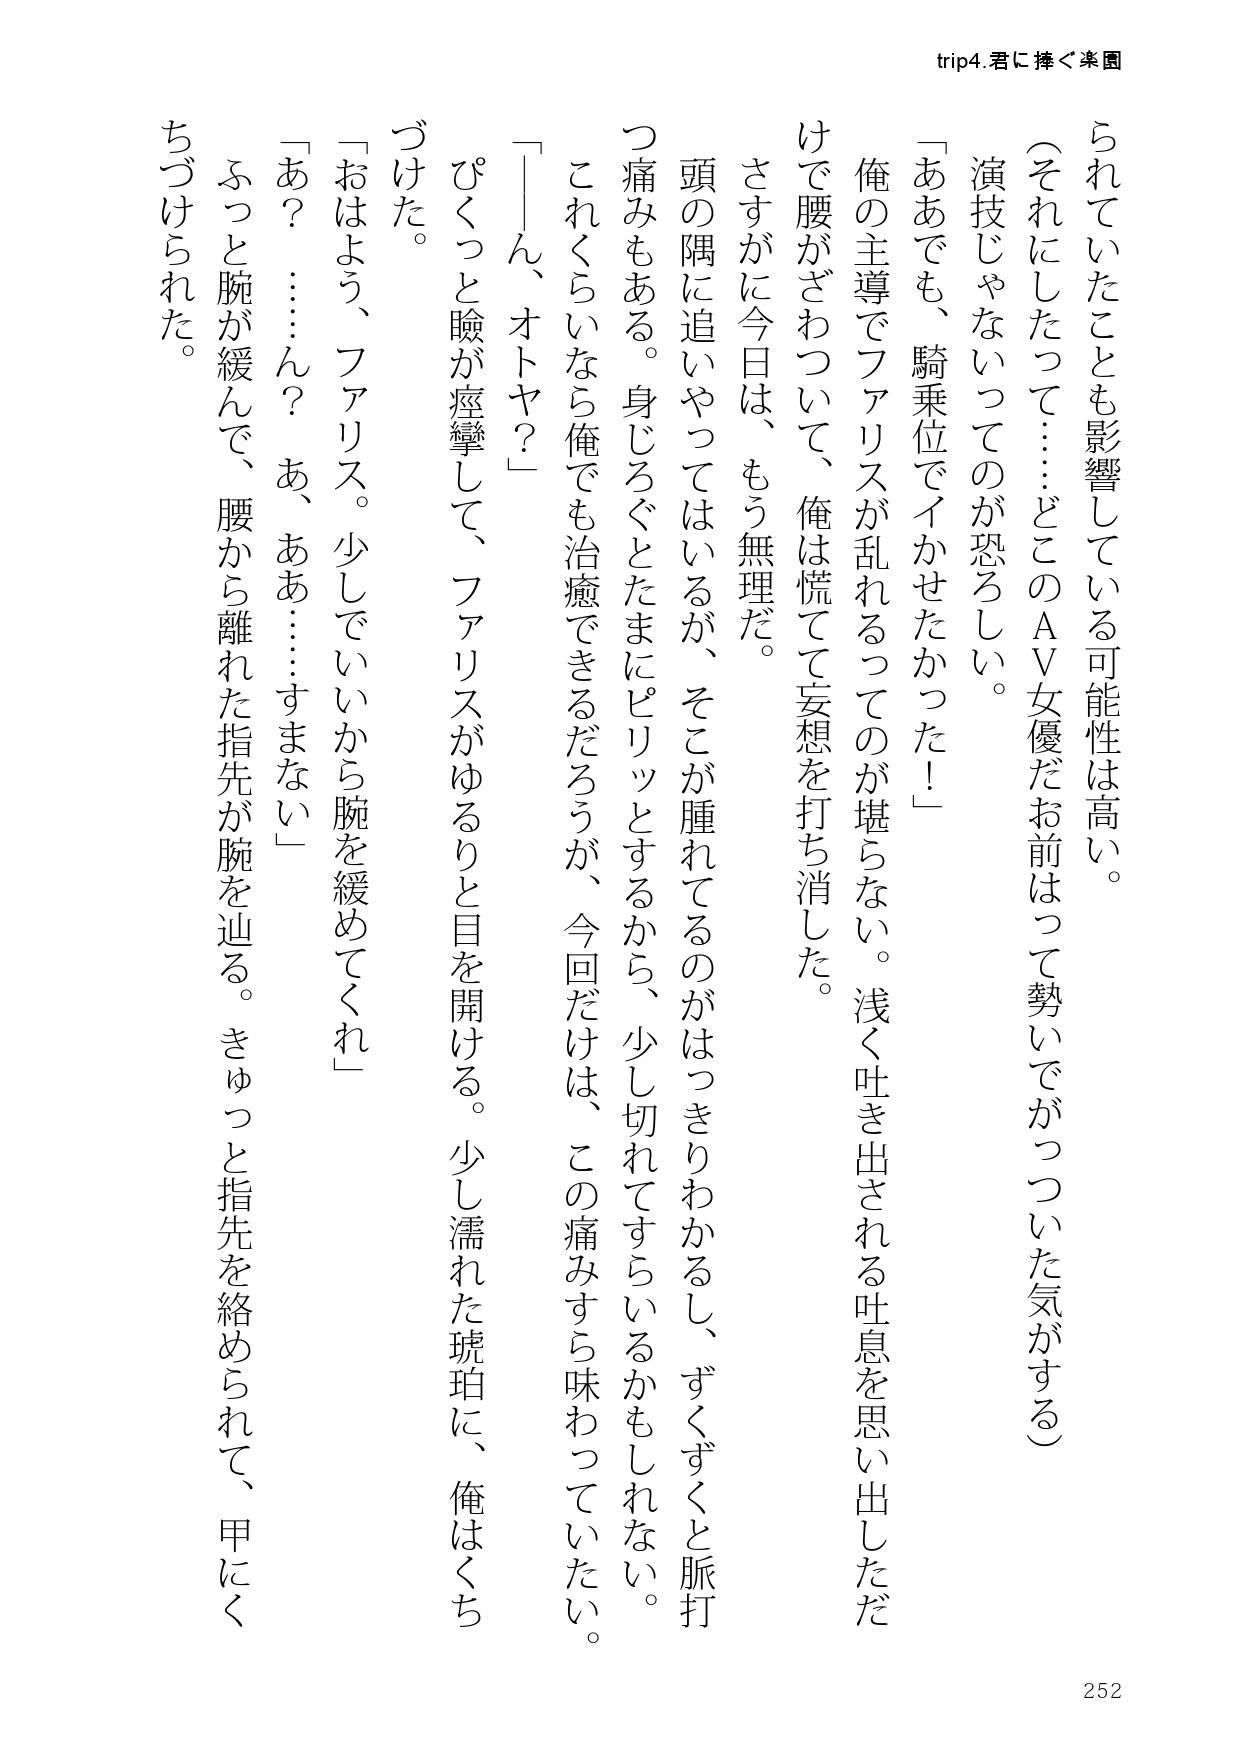 trip4.君に捧ぐ楽園
られていたことも影響している可能性は高い。
（それにしたって……どこのＡＶ女優だお前はって勢いでがっついた気がする）
　演技じゃないってのが恐ろしい。
「ああでも、騎乗位でイかせたかった！」
　俺の主導でファリスが乱れるってのが堪らない。浅く吐き出される吐息を思い出しただ
けで腰がざわついて、俺は慌てて妄想を打ち消した。
　さすがに今日は、もう無理だ。
　頭の隅に追いやってはいるが、そこが腫れてるのがはっきりわかるし、ずくずくと脈打
つ痛みもある。身じろぐとたまにピリッとするから、少し切れてすらいるかもしれない。
　これくらいなら俺でも治癒できるだろうが、今回だけは、この痛みすら味わっていたい。
「――ん、オトヤ？」
　ぴくっと瞼が痙攣して、ファリスがゆるりと目を開ける。少し濡れた琥珀に、俺はくち
づけた。
「おはよう、ファリス。少しでいいから腕を緩めてくれ」
「あ？　……ん？　あ、ああ……すまない」
　ふっと腕が緩んで、腰から離れた指先が腕を辿る。きゅっと指先を絡められて、甲にく
ちづけられた。
252